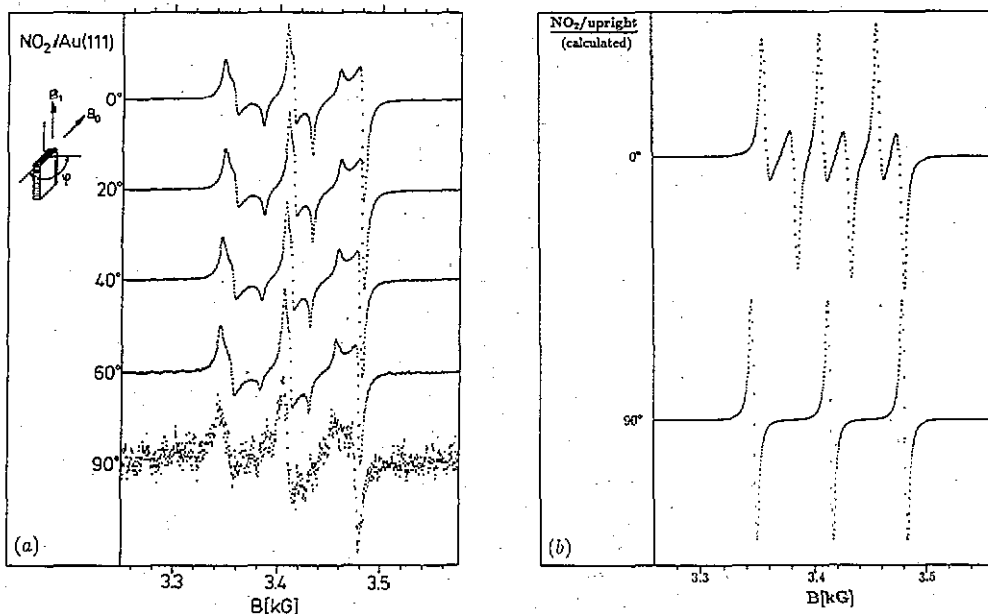 NO₂/Au(111)
B₁
B₀
φ
0°
20°
40°
60°
90°
(a)
3.3
3.4
3.5
B[kG]
NO₂/upright
(calculated)
0°
90°
(b)
3.3
3.4
3.5
B[kG]